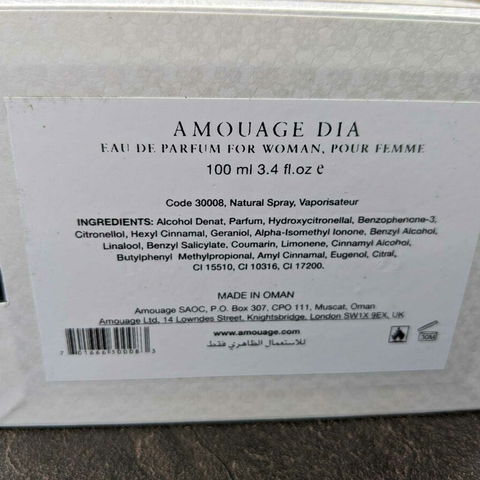 AMOUAGE DIA
EAU DE PARFUM FOR WOMAN, POUR FEMME
100 ml 3.4 fl.oz e
Code 30008, Natural Spray, Vaporisateur
INGREDIENTS: Alcohol Denat, Parfum, Hydroxycitronellal, Benzophenone-3,
Citronellol, Hexyl Cinnamal, Geraniol, Alpha-Isomethyl Ionone, Benzyl Alcohol,
Linalool, Benzyl Salicylate, Coumarin, Limonene, Cinnamyl Alcohol,
Butylphenyl Methylpropional, Amyl Cinnamal, Eugenol, Citral,
CI 15510, CI 10316, CI 17200.
MADE IN OMAN
Amouage SAOC, P.O. Box 307, CPO 111, Muscat, Oman
Amouage Ltd, 14 Lowndes Street, Knightsbridge, London SW1X 9EX, UK
www.amouage.com
للاستعمال الظاهري فقط